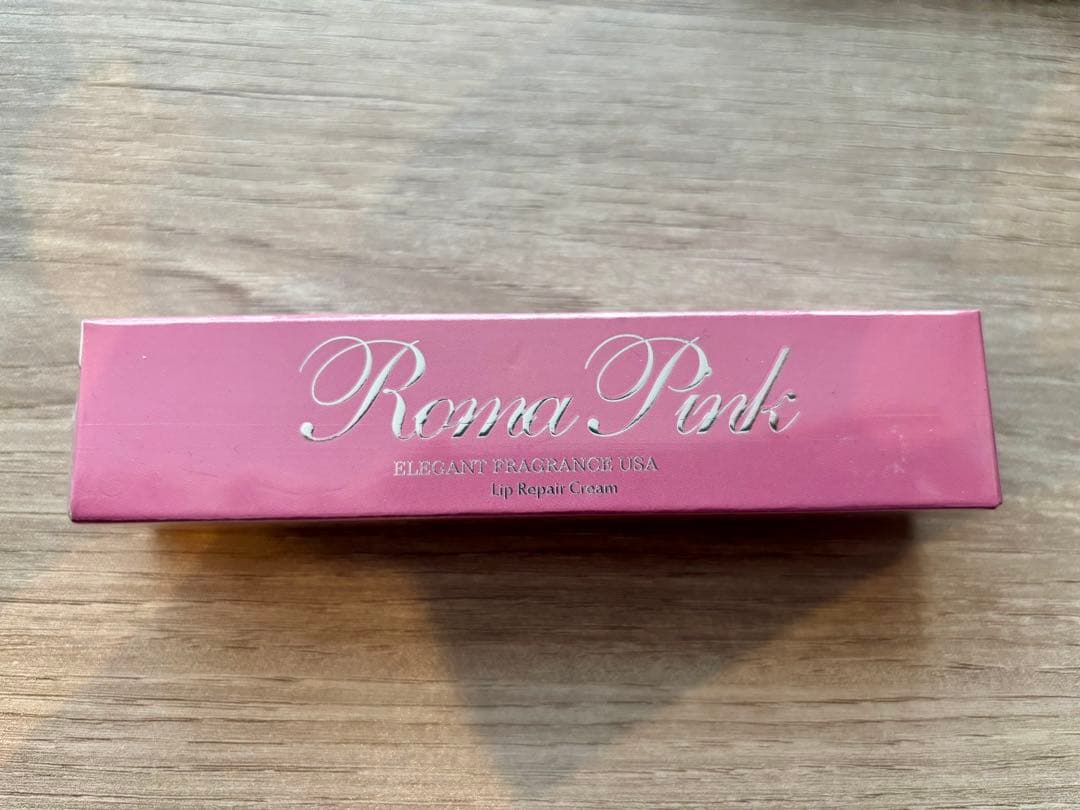 Roma Pink
ELEGANT FRAGRANCE USA
Lip Repair Cream